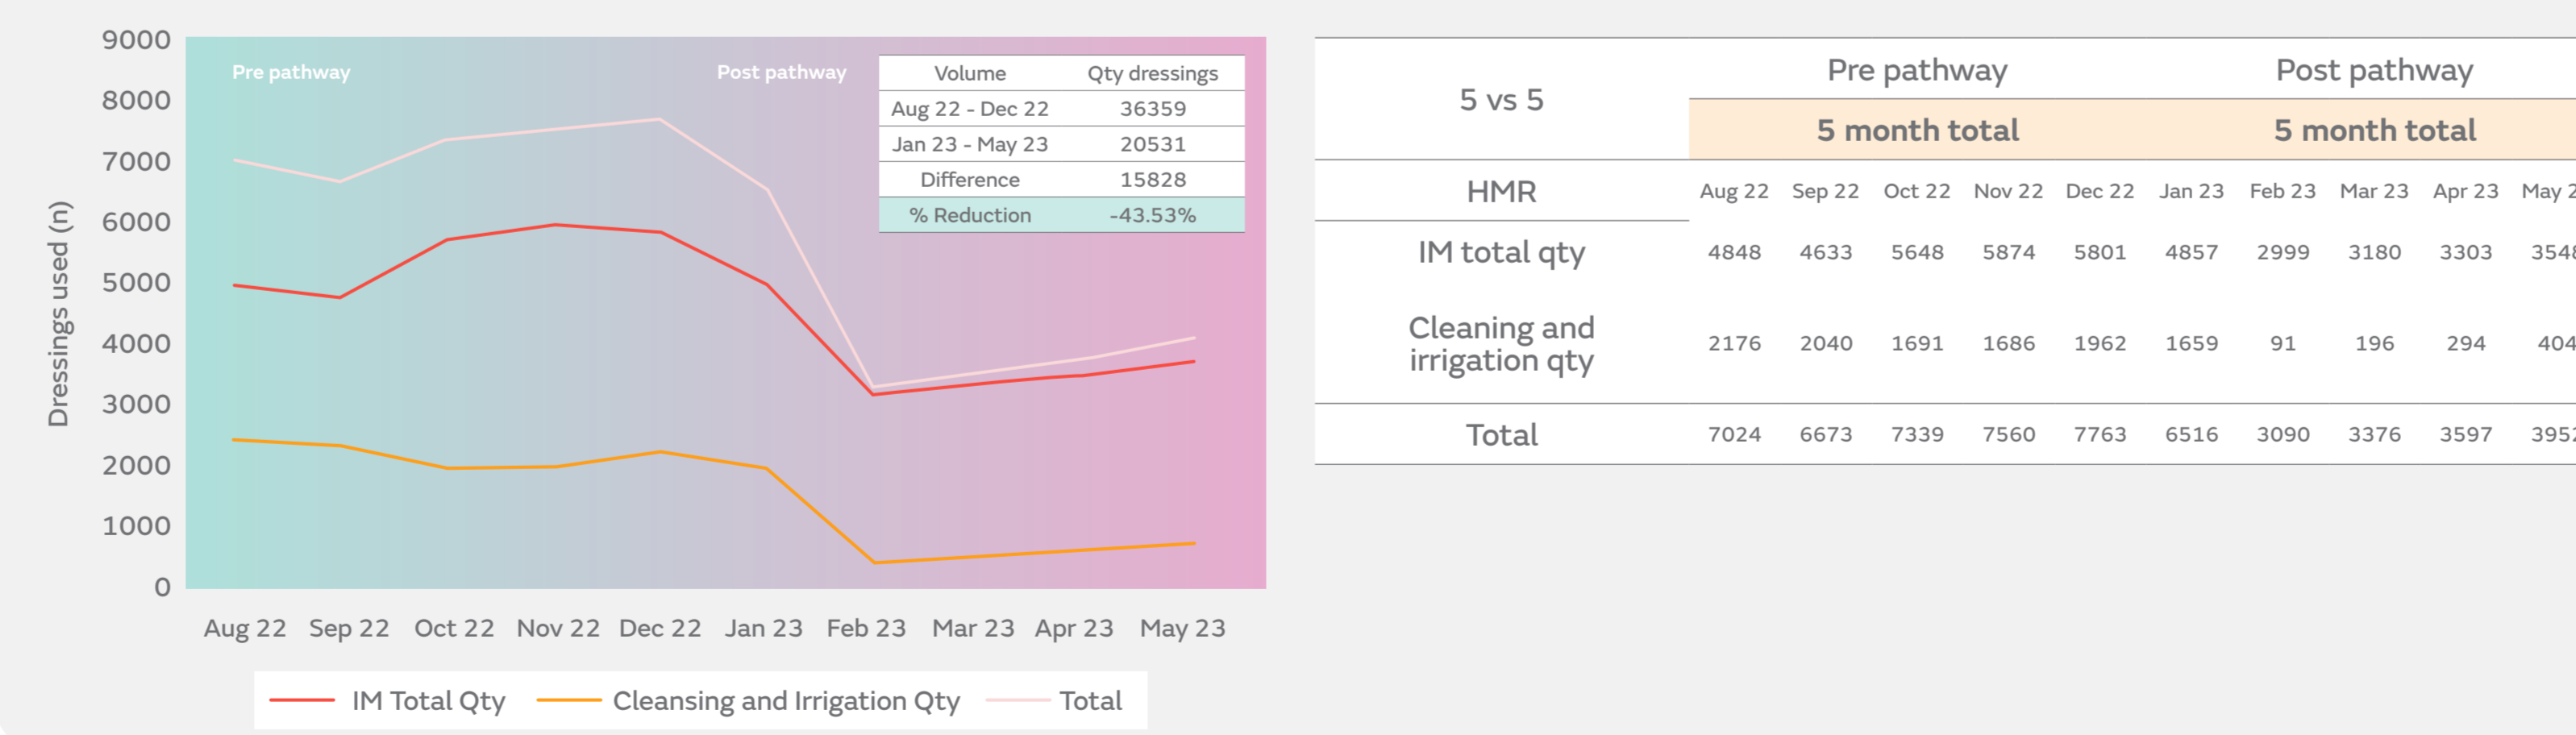 9000
8000
7000
6000
5000
4000
3000
2000
1000
0
Dressings used (n)
Pre pathway
Post pathway
Volume Qty dressings
Aug 22 - Dec 22 36359
Jan 23 - May 23 20531
Difference 15828
% Reduction -43.53%
Aug 22 Sep 22 Oct 22 Nov 22 Dec 22 Jan 23 Feb 23 Mar 23 Apr 23 May 23
IM Total Qty Cleansing and Irrigation Qty Total
5 vs 5
Pre pathway Post pathway
5 month total 5 month total
HMR Aug 22 Sep 22 Oct 22 Nov 22 Dec 22 Jan 23 Feb 23 Mar 23 Apr 23 May
IM total qty 4848 4633 5648 5874 5801 4857 2999 3180 3303 3548
Cleaning and
irrigation qty 2176 2040 1691 1686 1962 1659 91 196 294 404
Total 7024 6673 7339 7560 7763 6516 3090 3376 3597 3952